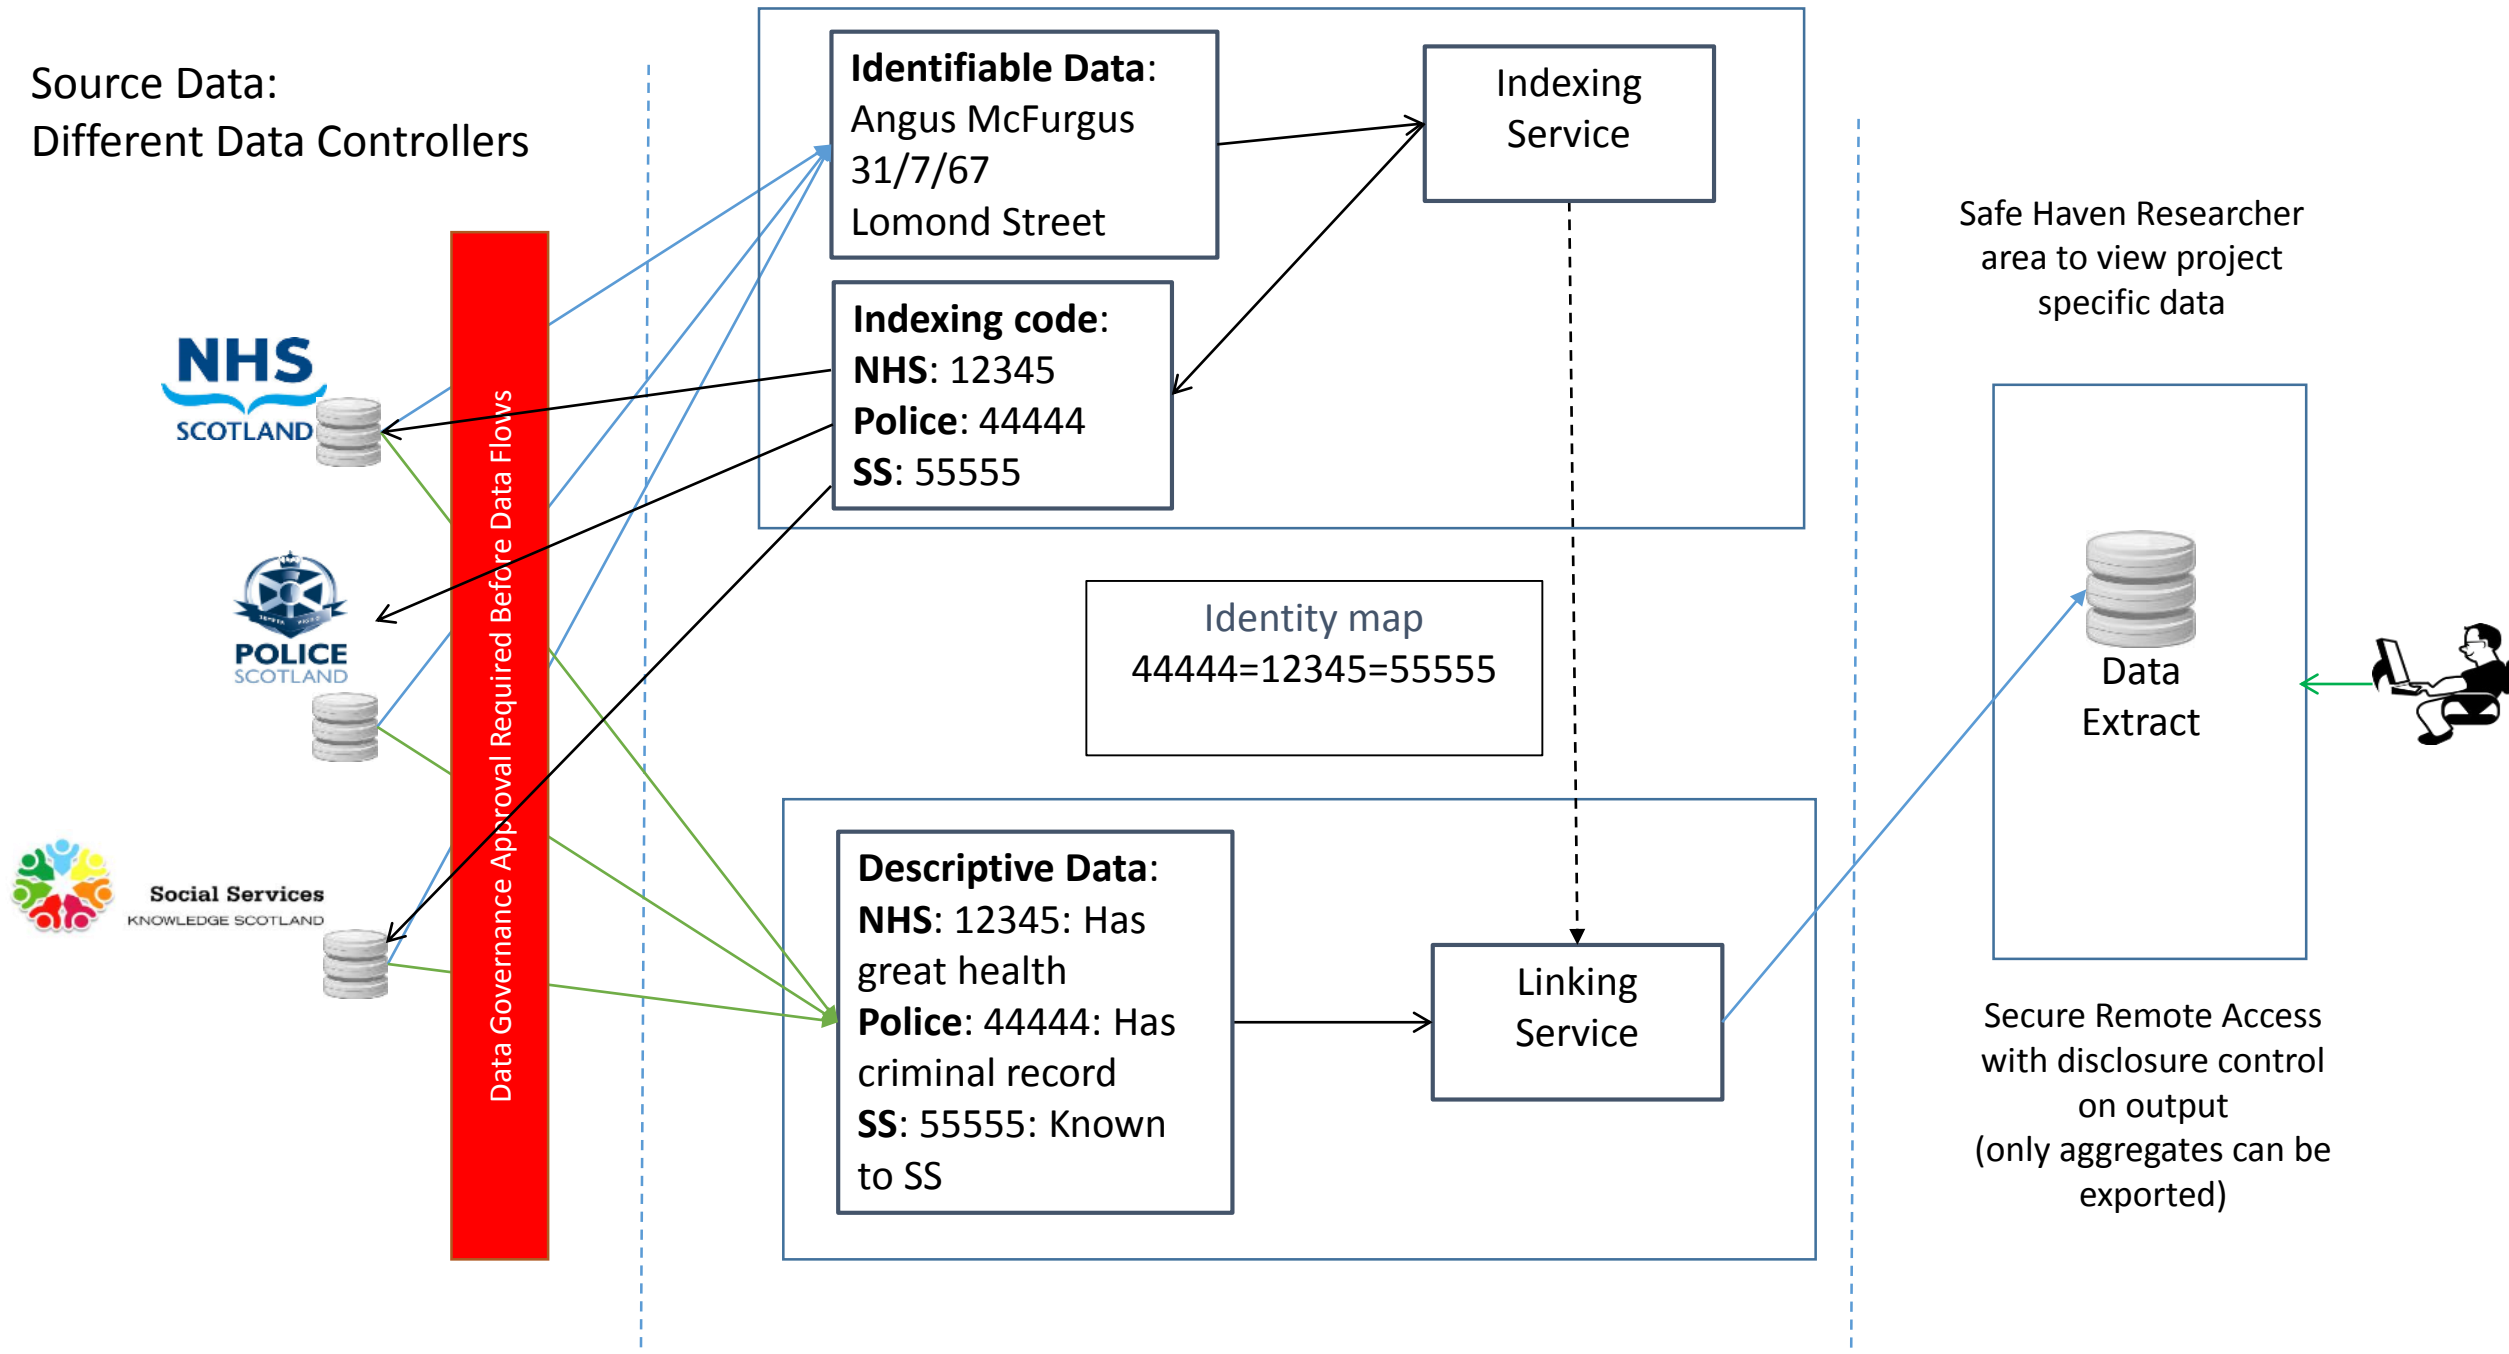 Source Data:
Different Data Controllers
NHS
SCOTLAND
POLICE
SCOTLAND
Social Services
KNOWLEDGE SCOTLAND
Data Governance Approval Required Before Data Flows
Identifiable Data:
Angus McFurgus
31/7/67
Lomond Street
Indexing
Service
Indexing code:
NHS: 12345
Police: 44444
SS: 55555
Identity map
44444=12345=55555
Descriptive Data:
NHS: 12345: Has
great health
Police: 44444: Has
criminal record
SS: 55555: Known
to SS
Linking
Service
Safe Haven Researcher
area to view project
specific data
Data
Extract
Secure Remote Access
with disclosure control
on output
(only aggregates can be
exported)